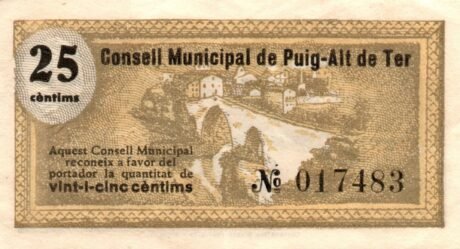 25
cèntims
Consell Municipal de Puig-Alt de Ter
Aquest Consell Municipal
reconeix a favor del
portador la quantitat de
vint-i-cinc cèntims
№ 017483